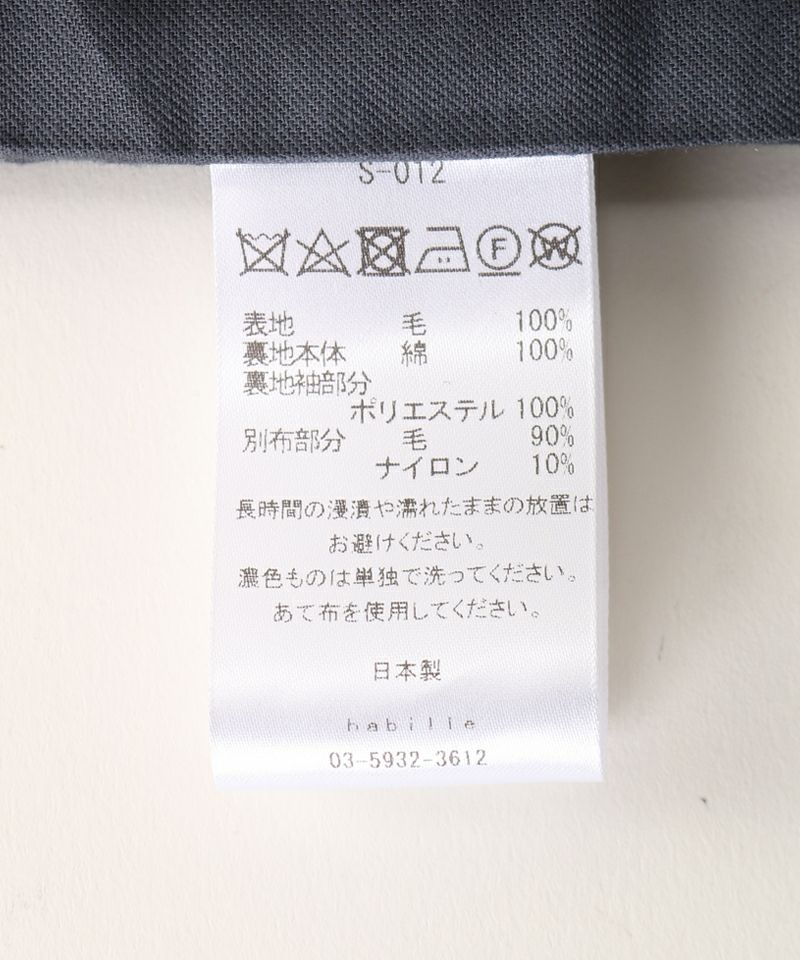 S-012
F W
表地 毛 100%
裏地本体 綿 100%
裏地袖部分
ポリエステル 100%
別布部分 毛 90%
ナイロン 10%
長時間の浸漬や濡れたままの放置は
お避けください。
濃色ものは単独で洗ってください。
あて布を使用してください。
日本製
habille
03-5932-3612